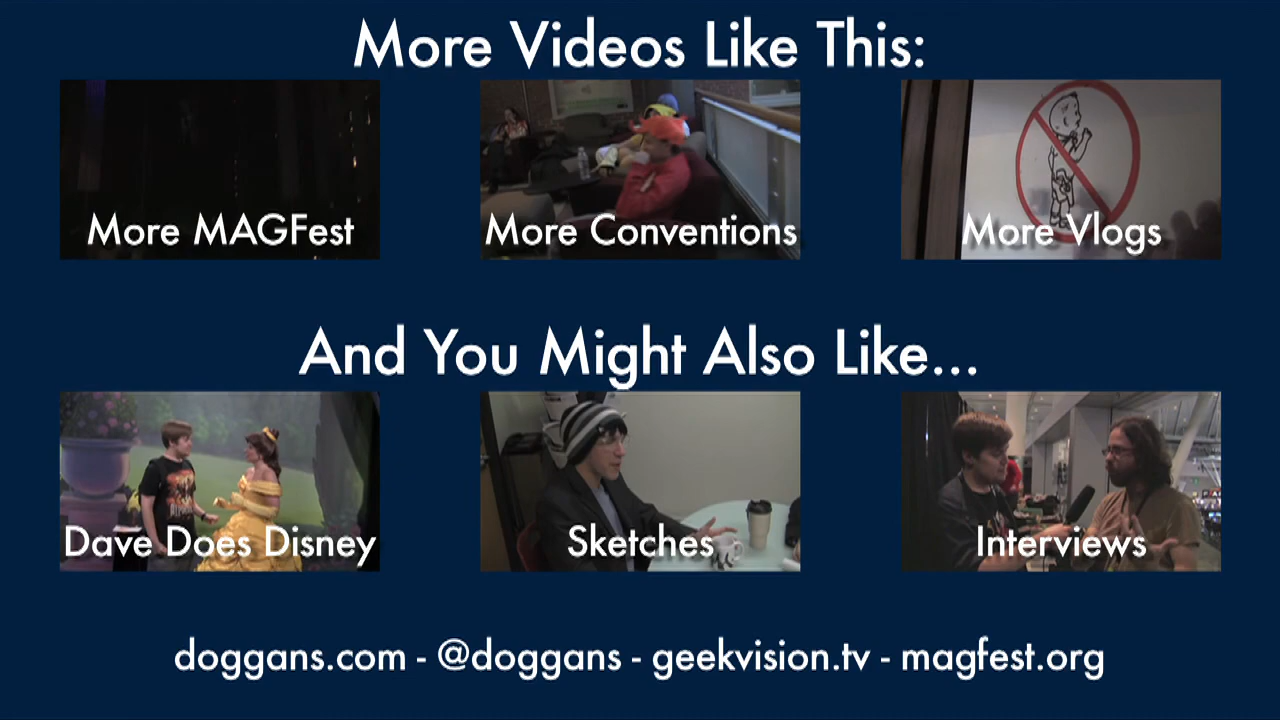 More Videos Like This:
More MAGFest
More Conventions
More Vlogs
And You Might Also Like...
Dave Does Disney
Sketches
Interviews
doggans.com - @doggans - geekvision.tv - magfest.org